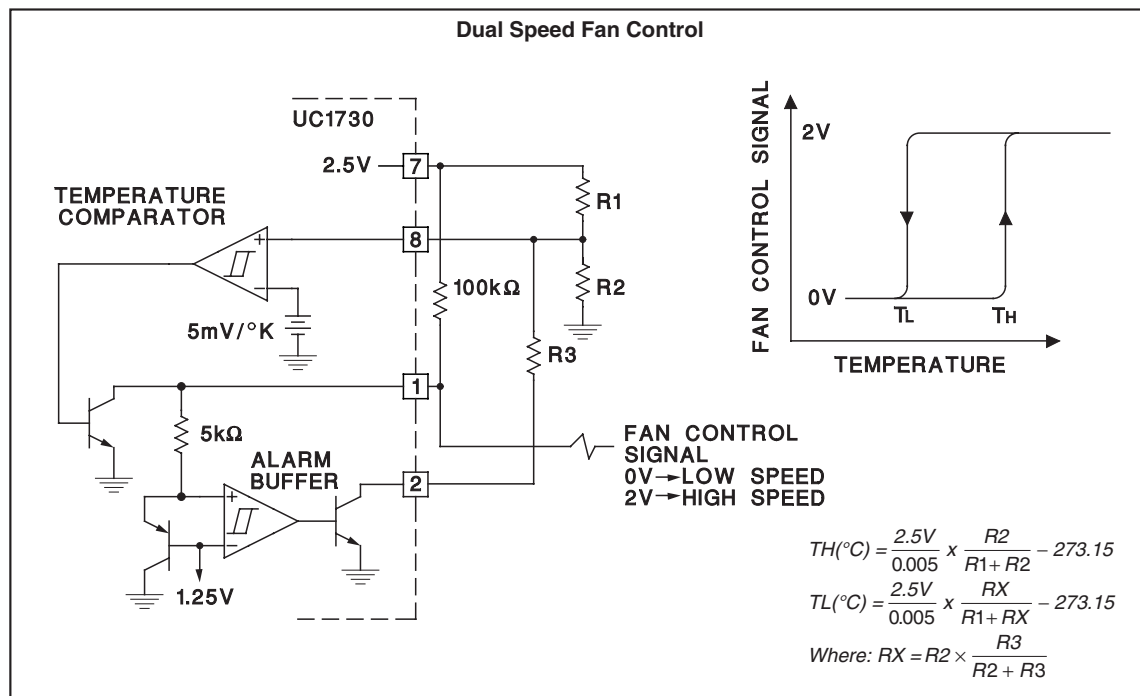 Dual Speed Fan Control
UC1730
2.5V
7
R1
TEMPERATURE
COMPARATOR
+
8
−
100kΩ
R2
5mV/°K
R3
1
5kΩ
ALARM
BUFFER
2
+
−
1.25V
FAN CONTROL
SIGNAL
0V→LOW SPEED
2V→HIGH SPEED
FAN CONTROL SIGNAL
2V
0V
TL
TH
TEMPERATURE
TH(°C) = 2.5V / 0.005 x R2 / R1 + R2 − 273.15
TL(°C) = 2.5V / 0.005 x RX / R1 + RX − 273.15
Where: RX = R2 × R3 / R2 + R3